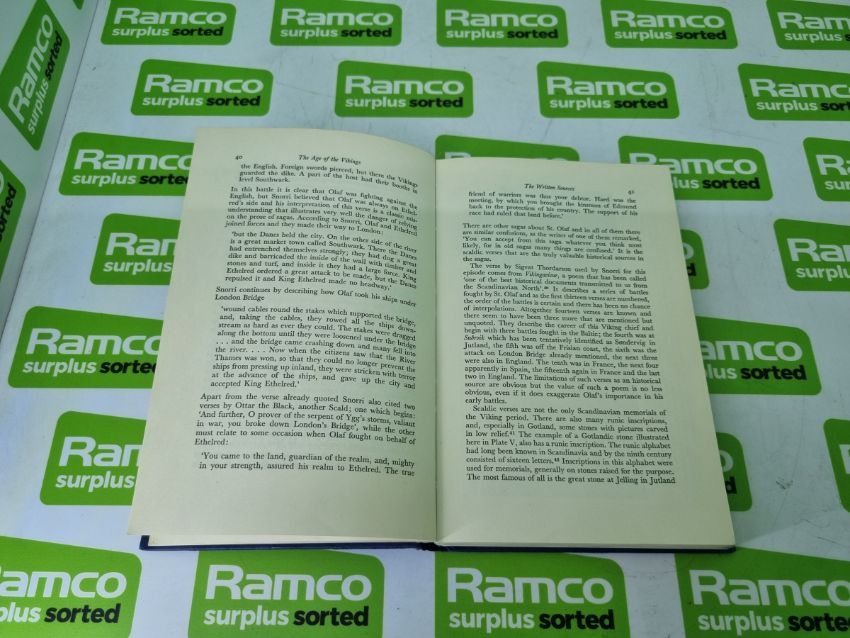 Ramco
surplus sorted
40
The Age of the Vikings
the English. Foreign swords pierced, but there the Vikings
guarded the dike. A part of the host had their booths in
level Southwark.
In this battle it is clear that Olaf was fighting against the
English, but Snorri believed that Olaf was always on Ethel-
red's side and his interpretation of this verse is a classic mis-
understanding that illustrates very well the danger of relying
on the prose of sagas. According to Snorri, Olaf and Ethelred
joined forces and they made their way to London:
'but the Danes held the city. On the other side of the river
is a great market town called Southwark. There the Danes
had entrenched themselves strongly; they had dug a great
dike and barricaded the inside of the wall with timber and
stones and turf, and inside it they had a large force. King
Ethelred ordered a great attack to be made, but the Danes
repulsed it and King Ethelred made no headway.'
Snorri continues by describing how Olaf took his ships under
London Bridge
'wound cables round the stakes which supported the bridge,
and, taking the cables, they rowed all the ships down-
stream as hard as ever they could. The stakes were dragged
along the bottom until they were loosened under the bridge
. . . and the bridge came crashing down and many fell into
the river. . . . Now when the citizens saw that the River
Thames was won, so that they could no longer prevent the
ships from pressing up inland, they were stricken with terror
at the advance of the ships, and gave up the city and
accepted King Ethelred.'
Apart from the verse already quoted Snorri also cited two
verses by Ottar the Black, another Scald; one which begins:
'And further, O prover of the serpent of Ygg's storms, valiant
in war, you broke down London's Bridge', while the other
must relate to some occasion when Olaf fought on behalf of
Ethelred:
'You came to the land, guardian of the realm, and, mighty
in your strength, assured his realm to Ethelred. The true
The Written Sources
41
friend of warriors was thus your debtor. Hard was the
meeting, by which you brought the kinsman of Edmund
back to the protection of his country. The support of his
race had ruled that land before.'
There are other sagas about St. Olaf and in all of them there
are similar confusions, as the writer of one of these remarked,
'You can accept from this saga whatever you think most
likely, for in old sagas many things are confused.' It is the
scaldic verses that are the truly valuable historical sources in
the sagas.
The verse by Sigvat Thordarson used by Snorri for this
episode comes from Víkingavísur, a poem that has been called
'one of the best historical documents transmitted to us from
the Scandinavian North'. It describes a series of battles
fought by St. Olaf and as the first thirteen verses are numbered,
the order of the battles is certain and there has been no chance
of interpolations. Altogether fourteen verses are known and
there seem to have been three more that are mentioned but
unquoted. They describe the career of this Viking chief and
begin with three battles fought in the Baltic; the fourth was at
Suðrvík which has been tentatively identified as Søndervig in
Jutland, the fifth was off the Frisian coast, the sixth was the
attack on London Bridge already mentioned, the next three
were also in England. The tenth was in France, the next four
apparently in Spain, the fifteenth again in France and the last
two in England. The limitations of such verses as an historical
source are obvious but the value of such a poem is no less
obvious, even if it does exaggerate Olaf's importance in his
early battles.
Scaldic verses are not the only Scandinavian memorials of
the Viking period. There are also many runic inscriptions,
and, especially in Gotland, some stones with pictures carved
in low relief.41 The example of a Gotlandic stone illustrated
here in Plate V, also has a runic inscription. The runic alphabet
had long been known in Scandinavia and by the ninth century
consisted of sixteen letters.42 Inscriptions in this alphabet were
used for memorials, generally on stones raised for the purpose.
The most famous of all is the great stone at Jelling in Jutland